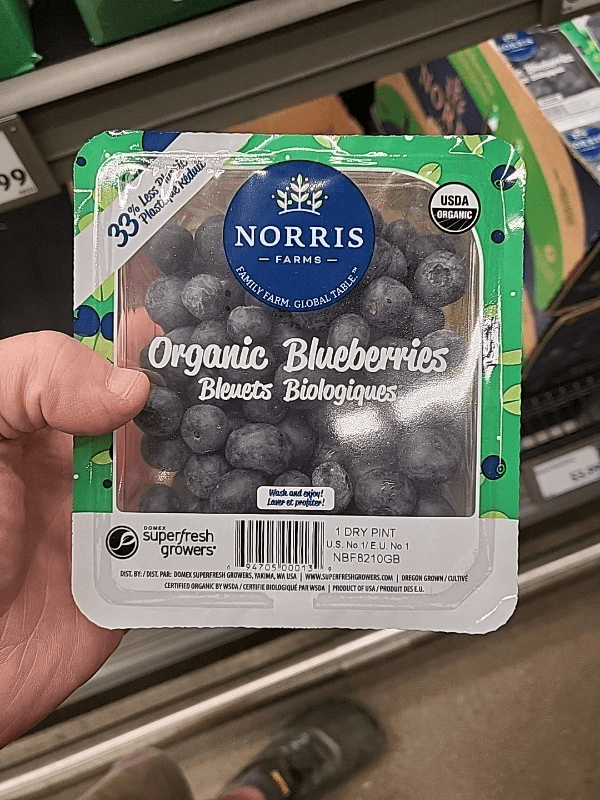 99
33% Less Plastic
Plastique Réduit
NORRIS
— FARMS —
FAMILY FARM. GLOBAL TABLE.™
USDA
ORGANIC
Organic Blueberries
Bleuets Biologiques
Wash and enjoy!
Laver et profiter!
DOMEX
superfresh
growers®
94705 00013
1 DRY PINT
U.S. No 1/E.U. No 1
NBF8210GB
DIST. BY: / DIST. PAR: DOMEX SUPERFRESH GROWERS, YAKIMA, WA USA | WWW.SUPERFRESHGROWERS.COM | OREGON GROWN / CULTIVÉ
CERTIFIED ORGANIC BY WSDA / CERTIFIÉ BIOLOGIQUE PAR WSDA | PRODUCT OF USA / PRODUIT DES É.U.